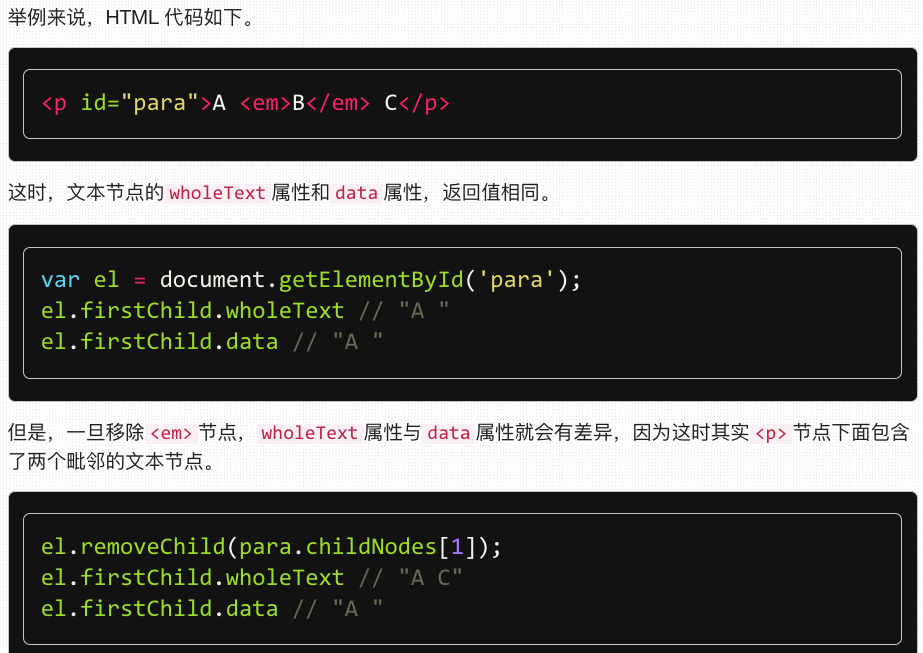 举例来说，HTML 代码如下。
<p id="para">A <em>B</em> C</p>
这时，文本节点的 wholeText 属性和 data 属性，返回值相同。
var el = document.getElementById('para');
el.firstChild.wholeText // "A "
el.firstChild.data // "A "
但是，一旦移除 <em> 节点， wholeText 属性与 data 属性就会有差异，因为这时其实 <p> 节点下面包含
了两个毗邻的文本节点。
el.removeChild(para.childNodes[1]);
el.firstChild.wholeText // "A C"
el.firstChild.data // "A "